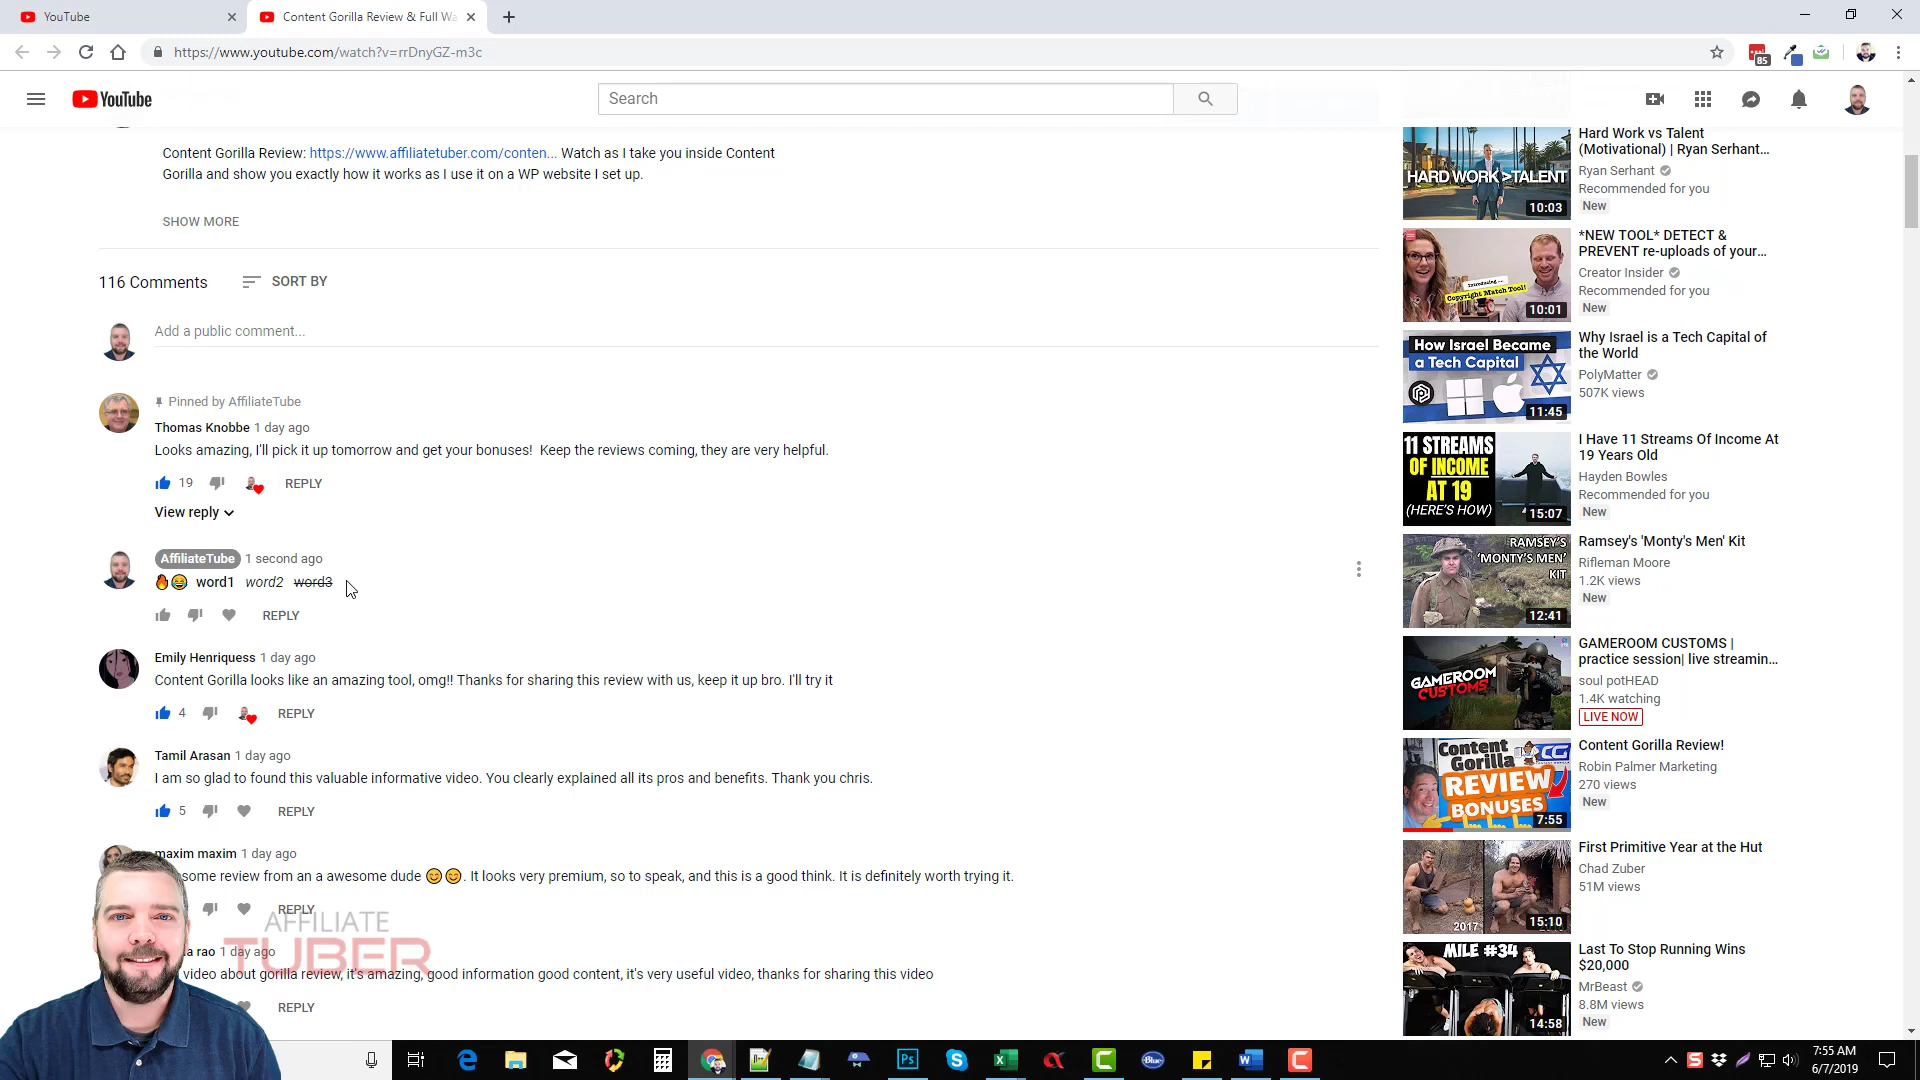 YouTube
Content Gorilla Review & Full Wa
https://www.youtube.com/watch?v=rrDnyGZ-m3c
85
YouTube
Search
Content Gorilla Review: https://www.affiliatetuber.com/conten... Watch as I take you inside Content
Gorilla and show you exactly how it works as I use it on a WP website I set up.
SHOW MORE
116 Comments
SORT BY
Add a public comment...
Pinned by AffiliateTube
Thomas Knobbe 1 day ago
Looks amazing, I'll pick it up tomorrow and get your bonuses! Keep the reviews coming, they are very helpful.
19
REPLY
View reply
AffiliateTube 1 second ago
🔥😂 word1 word2 word3
REPLY
Emily Henriquess 1 day ago
Content Gorilla looks like an amazing tool, omg!! Thanks for sharing this review with us, keep it up bro. I'll try it
4
REPLY
Tamil Arasan 1 day ago
I am so glad to found this valuable informative video. You clearly explained all its pros and benefits. Thank you chris.
5
REPLY
maxim maxim 1 day ago
some review from an a awesome dude 😊😊. It looks very premium, so to speak, and this is a good think. It is definitely worth trying it.
REPLY
AFFILIATE
TUBER
rao 1 day ago
video about gorilla review, it's amazing, good information good content, it's very useful video, thanks for sharing this video
REPLY
HARD WORK >TALENT
10:03
Hard Work vs Talent
(Motivational) | Ryan Serhant...
Ryan Serhant
Recommended for you
New
Introducing ...
Copyright Match Tool!
10:01
*NEW TOOL* DETECT &
PREVENT re-uploads of your...
Creator Insider
Recommended for you
New
How Israel Became
a Tech Capital
11:45
Why Israel is a Tech Capital of
the World
PolyMatter
507K views
11 STREAMS
OF INCOME
AT 19
(HERE'S HOW)
15:07
I Have 11 Streams Of Income At
19 Years Old
Hayden Bowles
Recommended for you
New
RAMSEY'S
'MONTY'S MEN'
KIT
12:41
Ramsey's 'Monty's Men' Kit
Rifleman Moore
1.2K views
New
GAMEROOM
CUSTOMS
GAMEROOM CUSTOMS |
practice session| live streamin...
soul potHEAD
1.4K watching
LIVE NOW
Content
Gorilla
CG
REVIEW
BONUSES
7:55
Content Gorilla Review!
Robin Palmer Marketing
270 views
New
2017
15:10
First Primitive Year at the Hut
Chad Zuber
51M views
MILE #34
14:58
Last To Stop Running Wins
$20,000
MrBeast
8.8M views
New
Ps
Blue
7:55 AM
6/7/2019